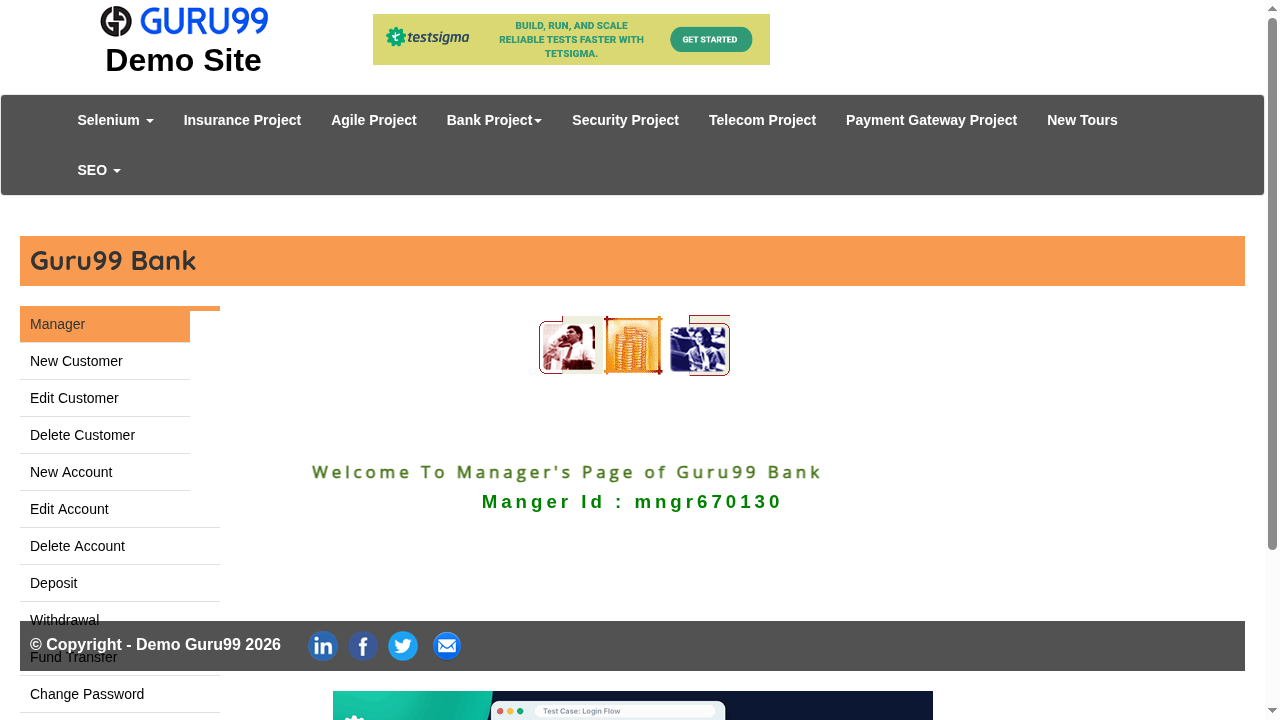 GURU99
Demo Site
testsigma
BUILD, RUN, AND SCALE
RELIABLE TESTS FASTER WITH
TETSIGMA.
GET STARTED
Selenium
Insurance Project
Agile Project
Bank Project
Security Project
Telecom Project
Payment Gateway Project
New Tours
SEO
Guru99 Bank
Manager
New Customer
Edit Customer
Delete Customer
New Account
Edit Account
Delete Account
Deposit
Withdrawal
Fund Transfer
Change Password
Welcome To Manager's Page of Guru99 Bank
Manger Id : mngr670130
© Copyright - Demo Guru99 2026
Test Case: Login Flow